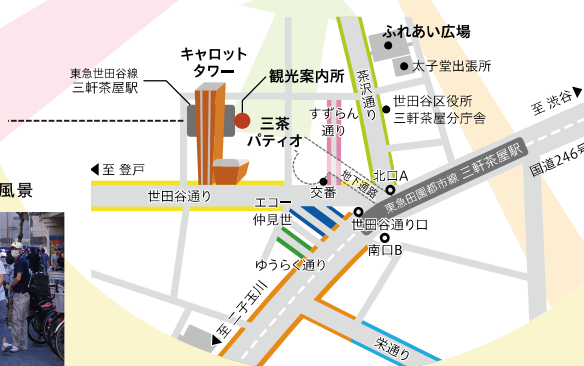 ふれあい広場
太子堂出張所
キャロット
タワー
東急世田谷線
三軒茶屋駅
観光案内所
茶沢通り
世田谷区役所
三軒茶屋分庁舎
至 渋谷
すずらん
通り
三茶
パティオ
国道246号
東急田園都市線 三軒茶屋駅
至 登戸
地下通路
北口A
風景
世田谷通り
交番
エコー
仲見世
世田谷通り口
南口B
ゆうらく通り
至 二子玉川
栄通り